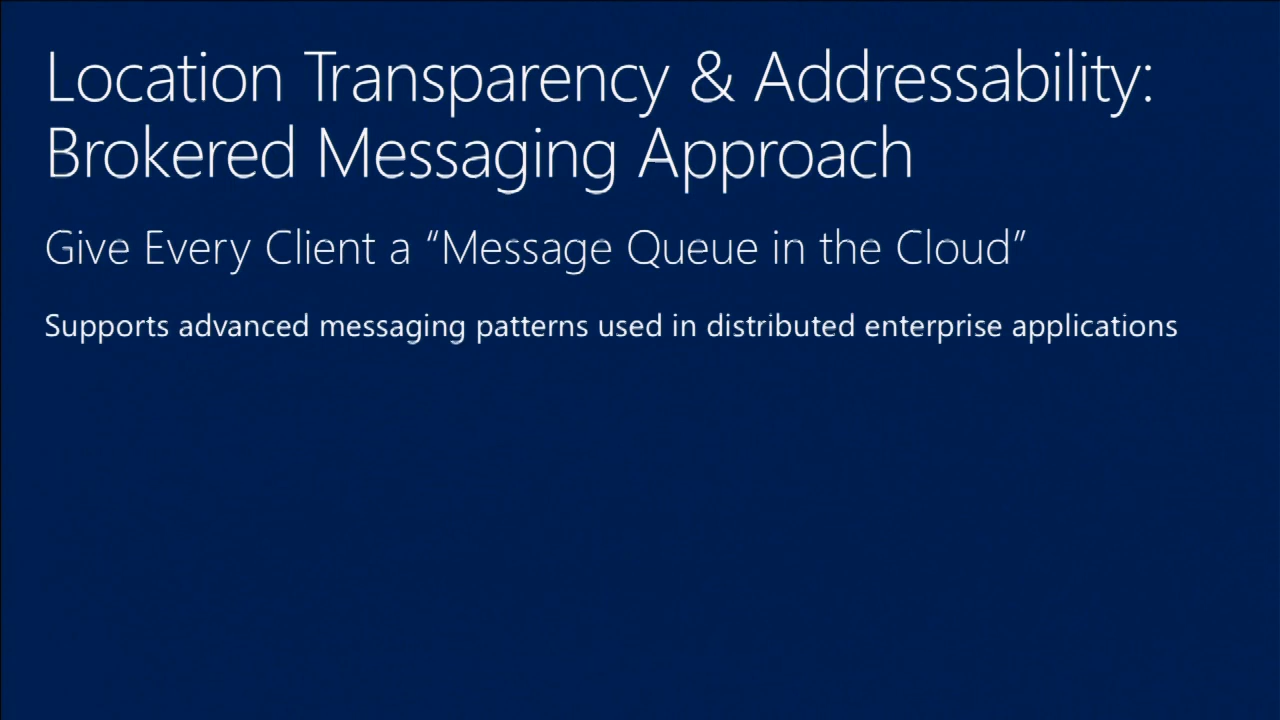 Location Transparency & Addressability:
Brokered Messaging Approach
Give Every Client a “Message Queue in the Cloud”
Supports advanced messaging patterns used in distributed enterprise applications